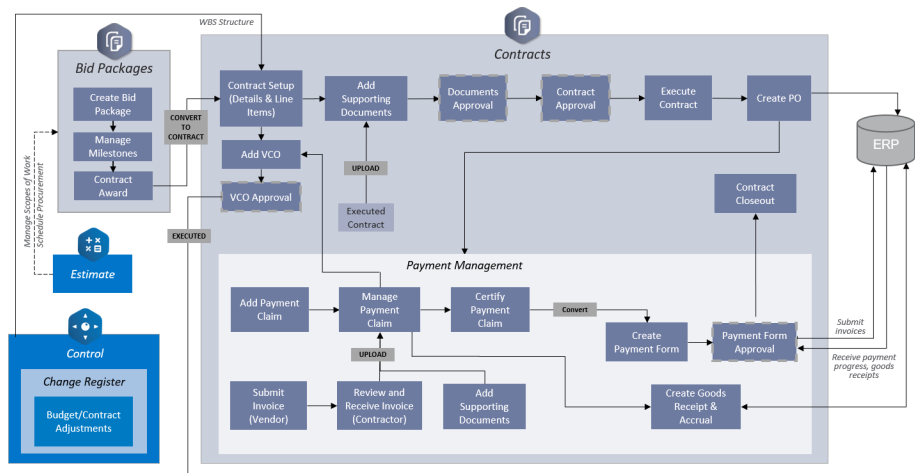 WBS Structure
Bid Packages
Contracts
Create Bid
Package
Manage
Milestones
Contract
Award
CONVERT
TO
CONTRACT
Contract Setup
(Details & Line
Items)
Add
Supporting
Documents
Documents
Approval
Contract
Approval
Execute
Contract
Create PO
ERP
Add VCO
VCO Approval
UPLOAD
Executed
Contract
Contract
Closeout
EXECUTED
Manage Scopes of Work
Schedule Procurement
Estimate
Payment Management
Add Payment
Claim
Manage
Payment
Claim
Certify
Payment
Claim
Convert
Create
Payment Form
Payment Form
Approval
Submit
invoices
Receive payment
progress, goods
receipts
UPLOAD
Submit
Invoice
(Vendor)
Review and
Receive Invoice
(Contractor)
Add
Supporting
Documents
Create Goods
Receipt &
Accrual
Control
Change Register
Budget/Contract
Adjustments